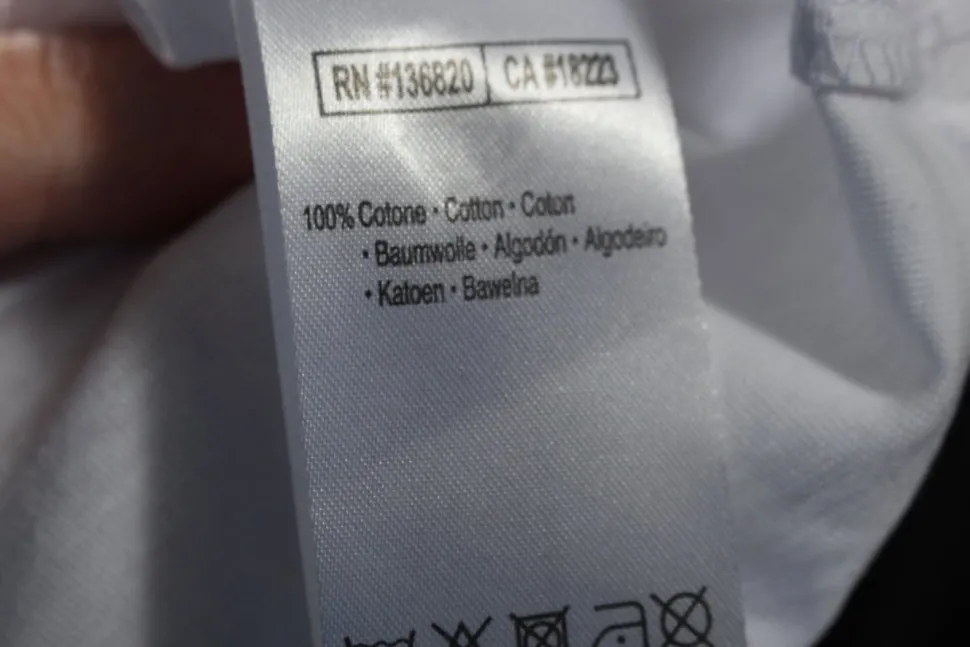 RN #136820 CA #18223
100% Cotone · Cotton · Coton
· Baumwolle · Algodón · Algodeiro
· Katoen · Bawełna